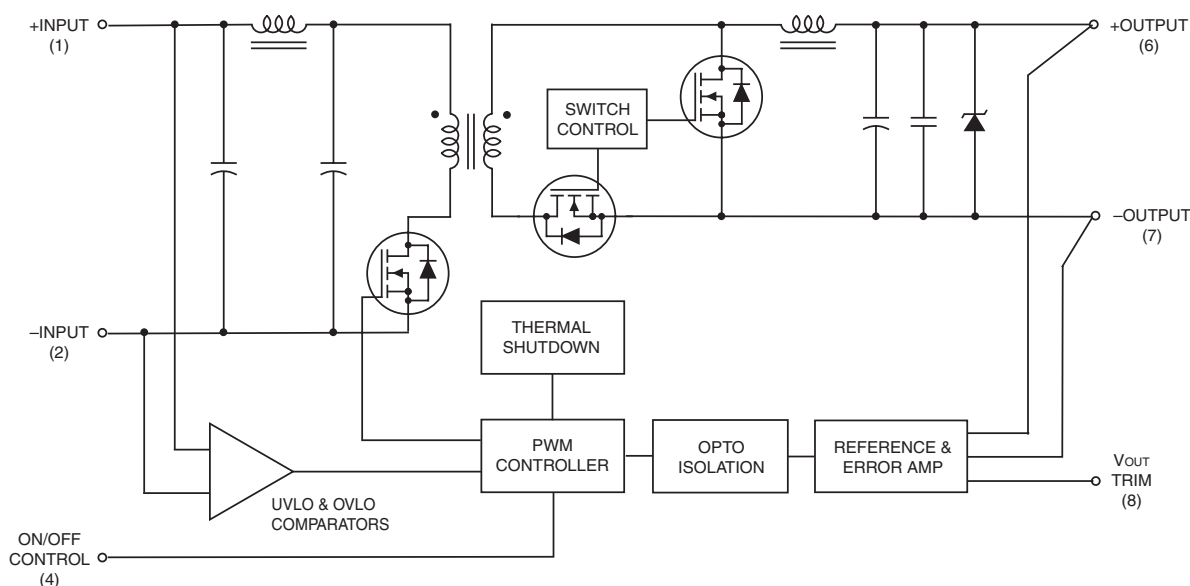 +INPUT
(1)
+OUTPUT
(6)
SWITCH
CONTROL
–OUTPUT
(7)
–INPUT
(2)
THERMAL
SHUTDOWN
PWM
CONTROLLER
OPTO
ISOLATION
REFERENCE &
ERROR AMP
VOUT
TRIM
(8)
UVLO & OVLO
COMPARATORS
ON/OFF
CONTROL
(4)